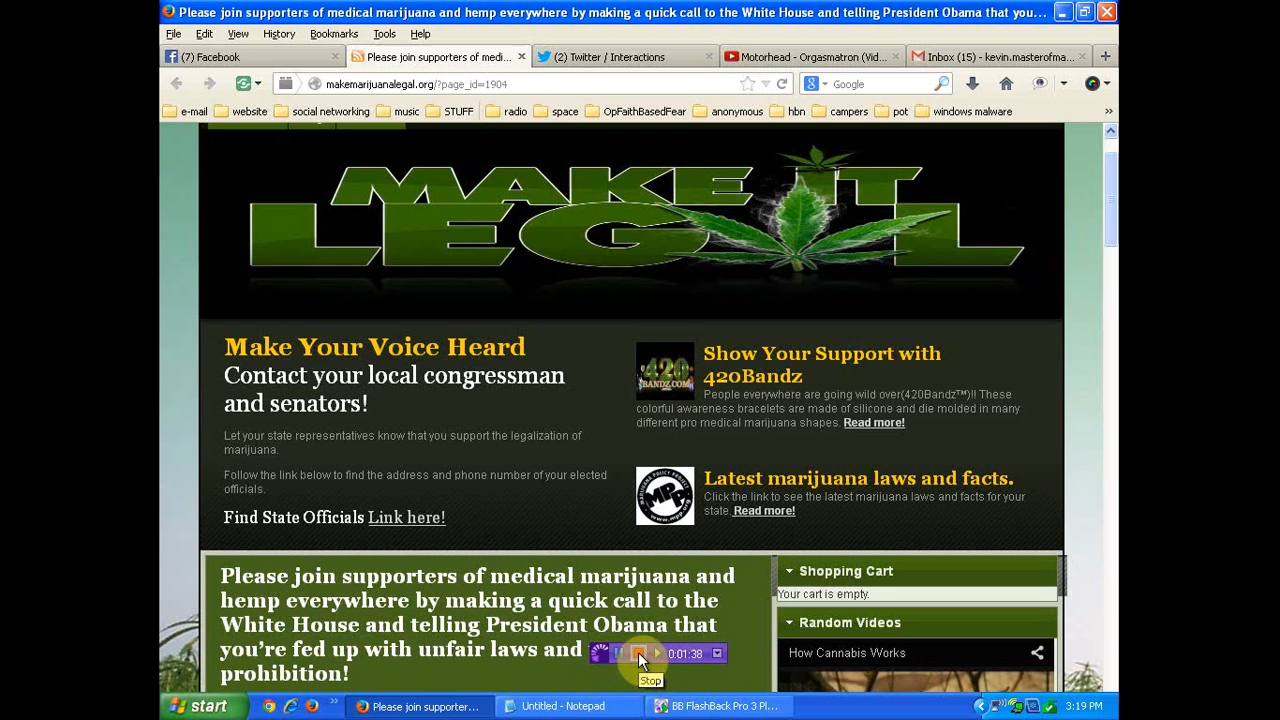 Please join supporters of medical marijuana and hemp everywhere by making a quick call to the White House and telling President Obama that you...
File Edit View History Bookmarks Tools Help
(7) Facebook
Please join supporters of medi...
(2) Twitter / Interactions
Motorhead - Orgasmatron (Vid...
Inbox (15) - kevin.masterofma...
makemarijuanalegal.org/?page_id=1904
Google
e-mail website social networking music STUFF radio space OpFaithBasedFear anonymous hbn campers pot windows malware
MAKE IT
LEGAL
Make Your Voice Heard
Contact your local congressman
and senators!
Let your state representatives know that you support the legalization of
marijuana.
Follow the link below to find the address and phone number of your elected
officials.
Find State Officials Link here!
420
BANDZ.COM
Show Your Support with
420Bandz
People everywhere are going wild over(420Bandz™)!! These
colorful awareness bracelets are made of silicone and die molded in many
different pro medical marijuana shapes. Read more!
MARIJUANA POLICY PROJECT
MPP
www.mpp.org
Latest marijuana laws and facts.
Click the link to see the latest marijuana laws and facts for your
state. Read more!
Please join supporters of medical marijuana and
hemp everywhere by making a quick call to the
White House and telling President Obama that
you're fed up with unfair laws and
prohibition!
0:01:38
Stop
Shopping Cart
Your cart is empty.
Random Videos
How Cannabis Works
start
Please join supporter...
Untitled - Notepad
BB FlashBack Pro 3 Pl...
3:19 PM